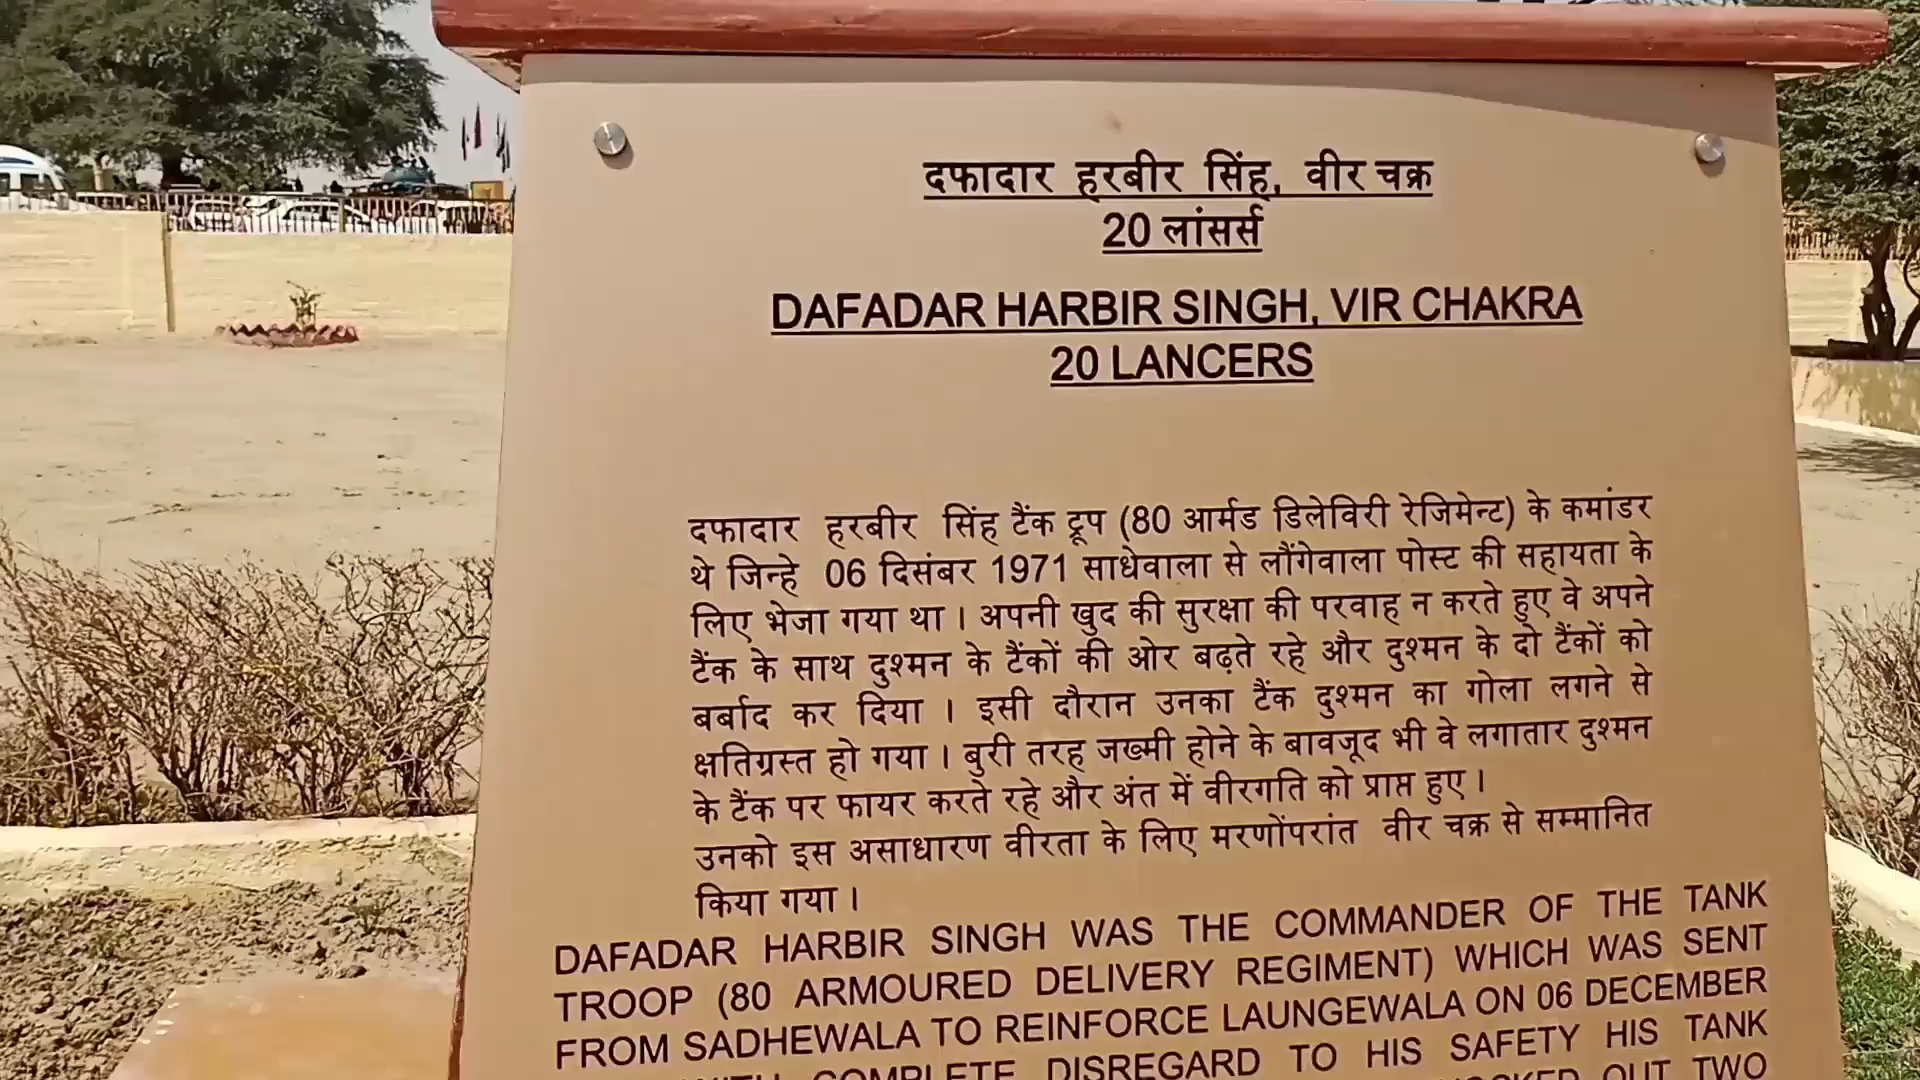 दफादार हरबीर सिंह, वीर चक्र
20 लांसर्स
DAFADAR HARBIR SINGH, VIR CHAKRA
20 LANCERS
दफादार हरबीर सिंह टैंक ट्रूप (80 आर्मड डिलेविरी रेजिमेन्ट) के कमांडर
थे जिन्हे 06 दिसंबर 1971 साधेवाला से लौंगेवाला पोस्ट की सहायता के
लिए भेजा गया था । अपनी खुद की सुरक्षा की परवाह न करते हुए वे अपने
टैंक के साथ दुश्मन के टैंकों की ओर बढ़ते रहे और दुश्मन के दो टैंकों को
बर्बाद कर दिया । इसी दौरान उनका टैंक दुश्मन का गोला लगने से
क्षतिग्रस्त हो गया । बुरी तरह जख्मी होने के बावजूद भी वे लगातार दुश्मन
के टैंक पर फायर करते रहे और अंत में वीरगति को प्राप्त हुए ।
उनको इस असाधारण वीरता के लिए मरणोंपरांत वीर चक्र से सम्मानित
किया गया ।
DAFADAR HARBIR SINGH WAS THE COMMANDER OF THE TANK
TROOP (80 ARMOURED DELIVERY REGIMENT) WHICH WAS SENT
FROM SADHEWALA TO REINFORCE LAUNGEWALA ON 06 DECEMBER
COMPLETE DISREGARD TO HIS SAFETY HIS TANK
OUT TWO